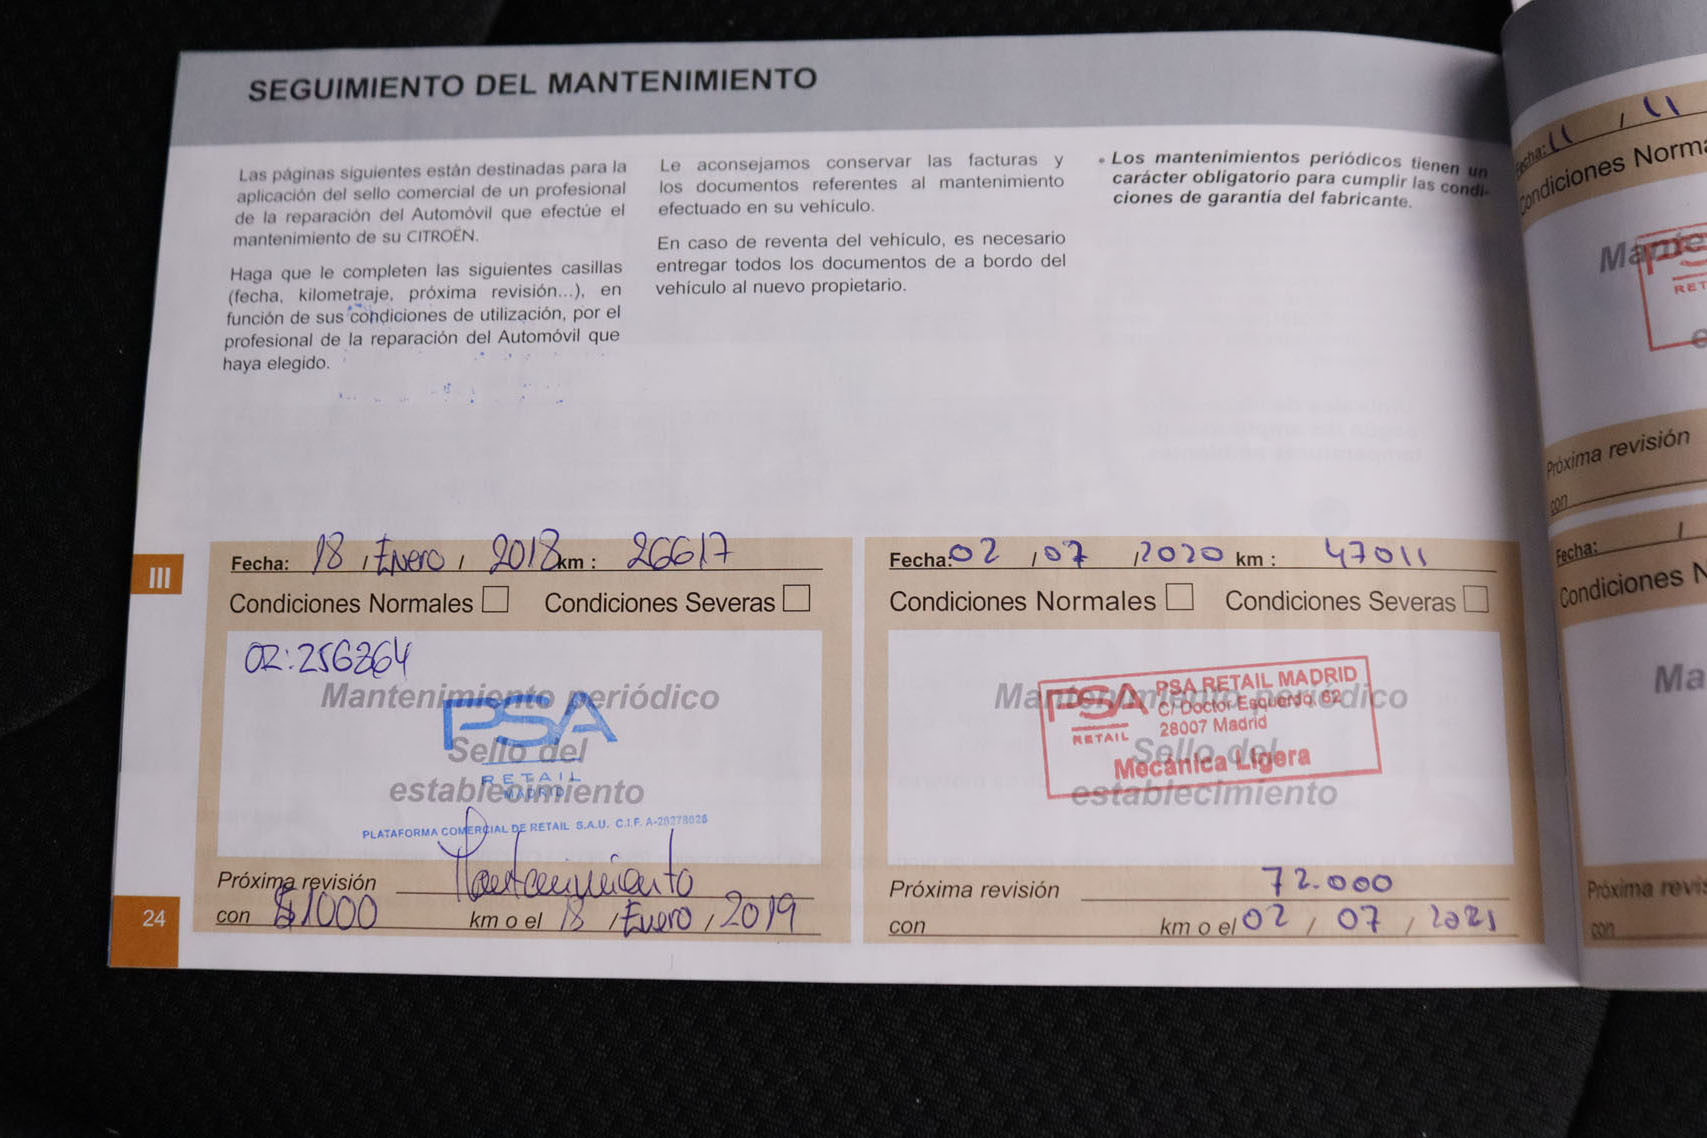 SEGUIMIENTO DEL MANTENIMIENTO
Las páginas siguientes están destinadas para la
aplicación del sello comercial de un profesional
de la reparación del Automóvil que efectúe el
mantenimiento de su CITROËN.
Haga que le completen las siguientes casillas
(fecha, kilometraje, próxima revisión...), en
función de sus condiciones de utilización, por el
profesional de la reparación del Automóvil que
haya elegido.
Le aconsejamos conservar las facturas y
los documentos referentes al mantenimiento
efectuado en su vehículo.
En caso de reventa del vehículo, es necesario
entregar todos los documentos de a bordo del
vehículo al nuevo propietario.
• Los mantenimientos periódicos tienen un
carácter obligatorio para cumplir las condi-
ciones de garantía del fabricante.
III
Fecha: 18 / Enero / 2018 km : 26617
Condiciones Normales Condiciones Severas
Mantenimiento periódico
PSA
Sello del
RETAIL
MADRID
establecimiento
PLATAFORMA COMERCIAL DE RETAIL S.A.U. C.I.F.
Próxima revisión Mantenimiento
con km o el 18 / Enero / 2019
24
Fecha: 02 / 07 / 2020 km : 47011
Condiciones Normales Condiciones Severas
Mantenimiento periódico
PSA RETAIL
PSA RETAIL MADRID
C/ Doctor Esquerdo, 62
28007 Madrid
Sello del
Mecánica Ligera
establecimiento
Próxima revisión 72.000
con km o el 02 / 07 / 2021
Fecha: 11 / 11
Condiciones
Próxima revisión
con
Fecha: /
Condiciones
Próxima
con